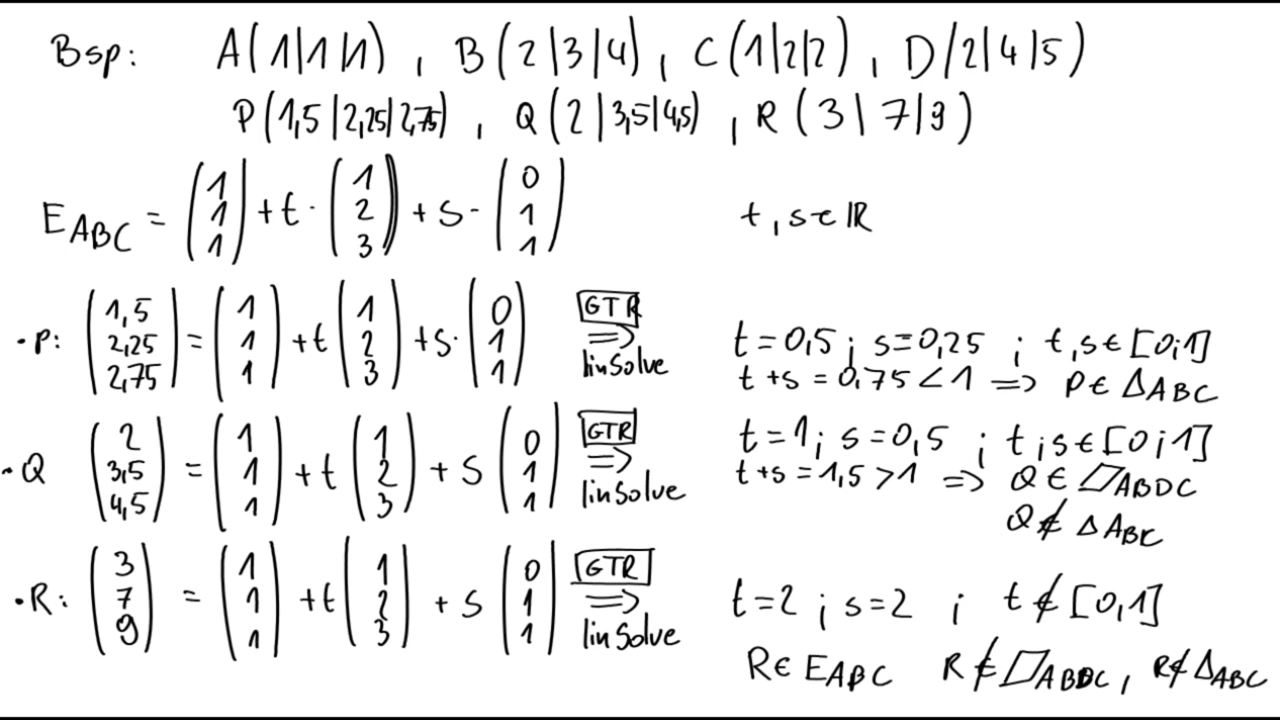 Bsp: A(1|1|1), B(2|3|4), C(1|2|2), D(2|4|5)
P(1,5|2,25|2,75), Q(2|3,5|4,5), R(3|7|9)
E_ABC = (1 1 1) + t · (1 2 3) + s · (0 1 1) t, s ∈ ℝ
· P: (1,5 2,25 2,75) = (1 1 1) + t (1 2 3) + s · (0 1 1) GTR ⇒ linSolve t = 0,5 ; s = 0,25 ; t,s ∈ [0;1]
t + s = 0,75 < 1 ⇒ P ∈ △ABC
· Q (2 3,5 4,5) = (1 1 1) + t (1 2 3) + s (0 1 1) GTR ⇒ linSolve t = 1 ; s = 0,5 ; t;s ∈ [0;1]
t + s = 1,5 > 1 ⇒ Q ∈ ▱ABDC
Q ∉ △ABC
· R: (3 7 9) = (1 1 1) + t (1 2 3) + s (0 1 1) GTR ⇒ linSolve t = 2 ; s = 2 ; t ∉ [0,1]
R ∈ E_ABC R ∉ ▱ABDC, R ∉ △ABC